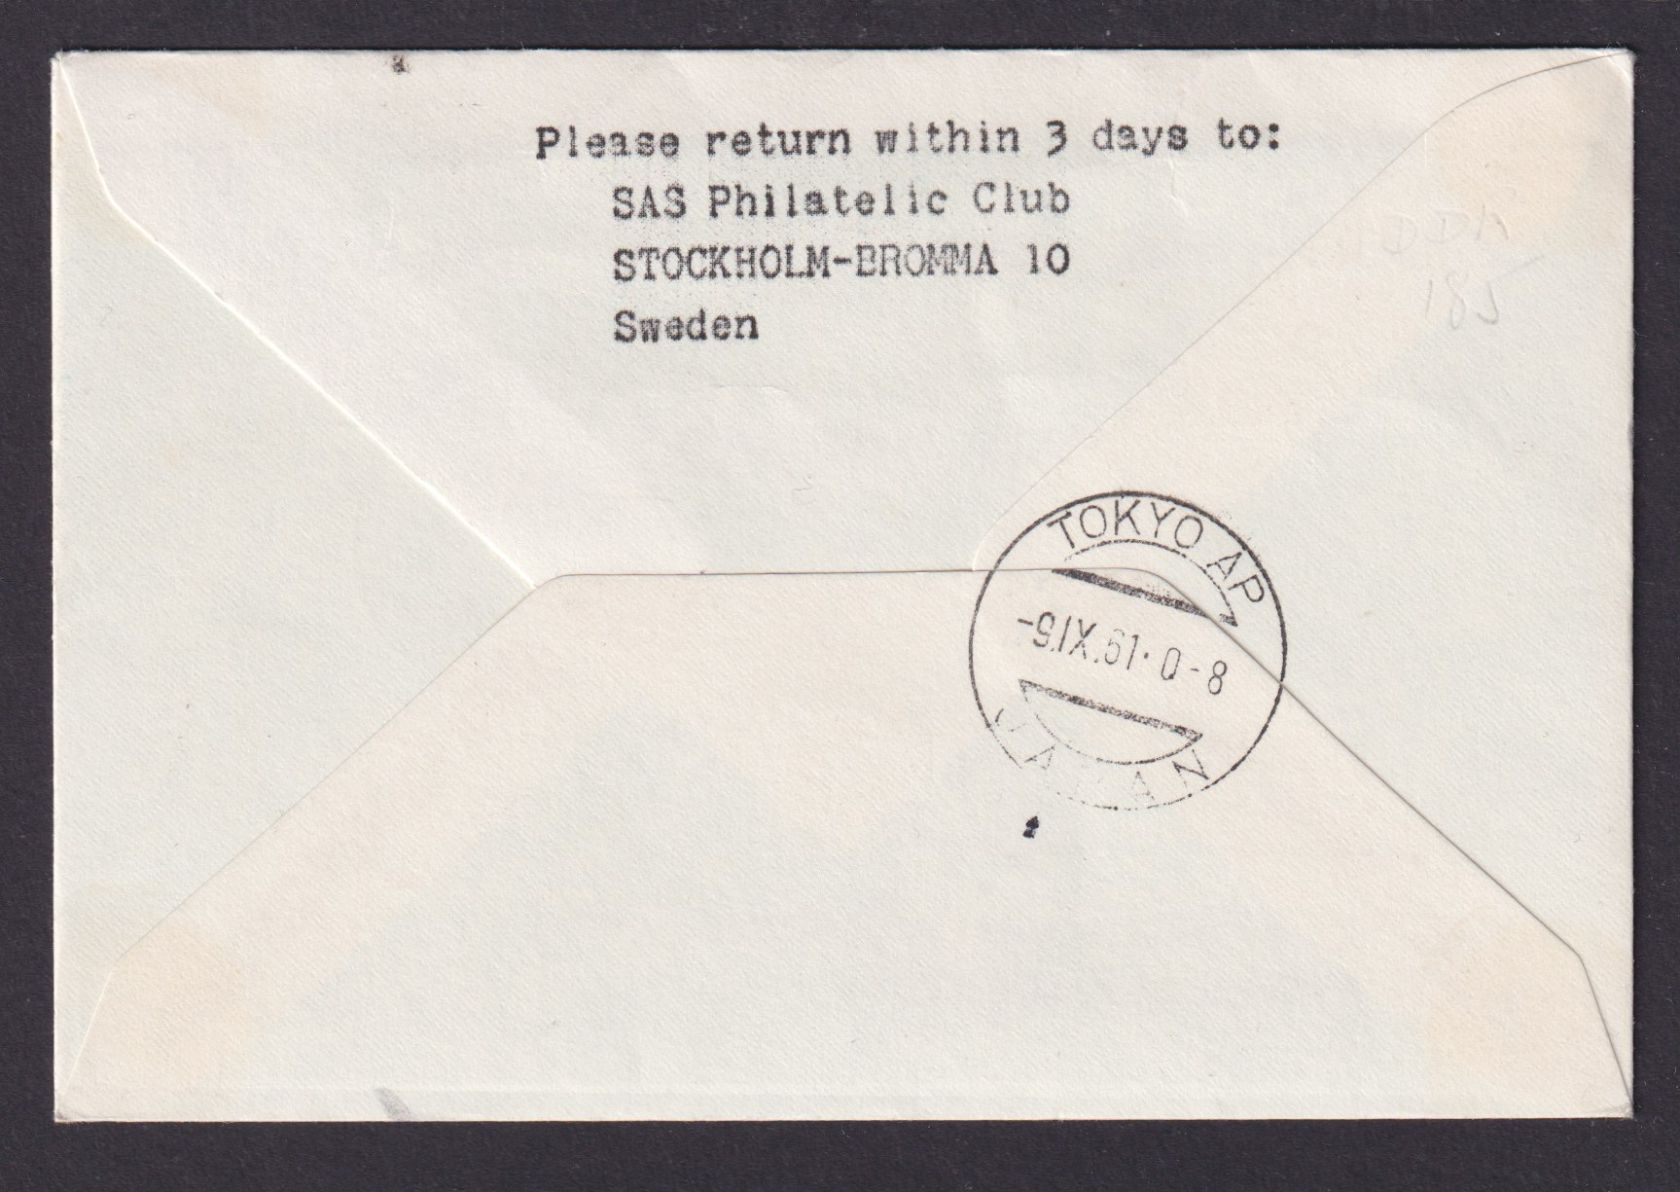 Please return within 3 days to:
SAS Philatelic Club
STOCKHOLM-BROMMA 10
Sweden
185
TOKYO AP
-9.IX.61. 0-8
JAPAN